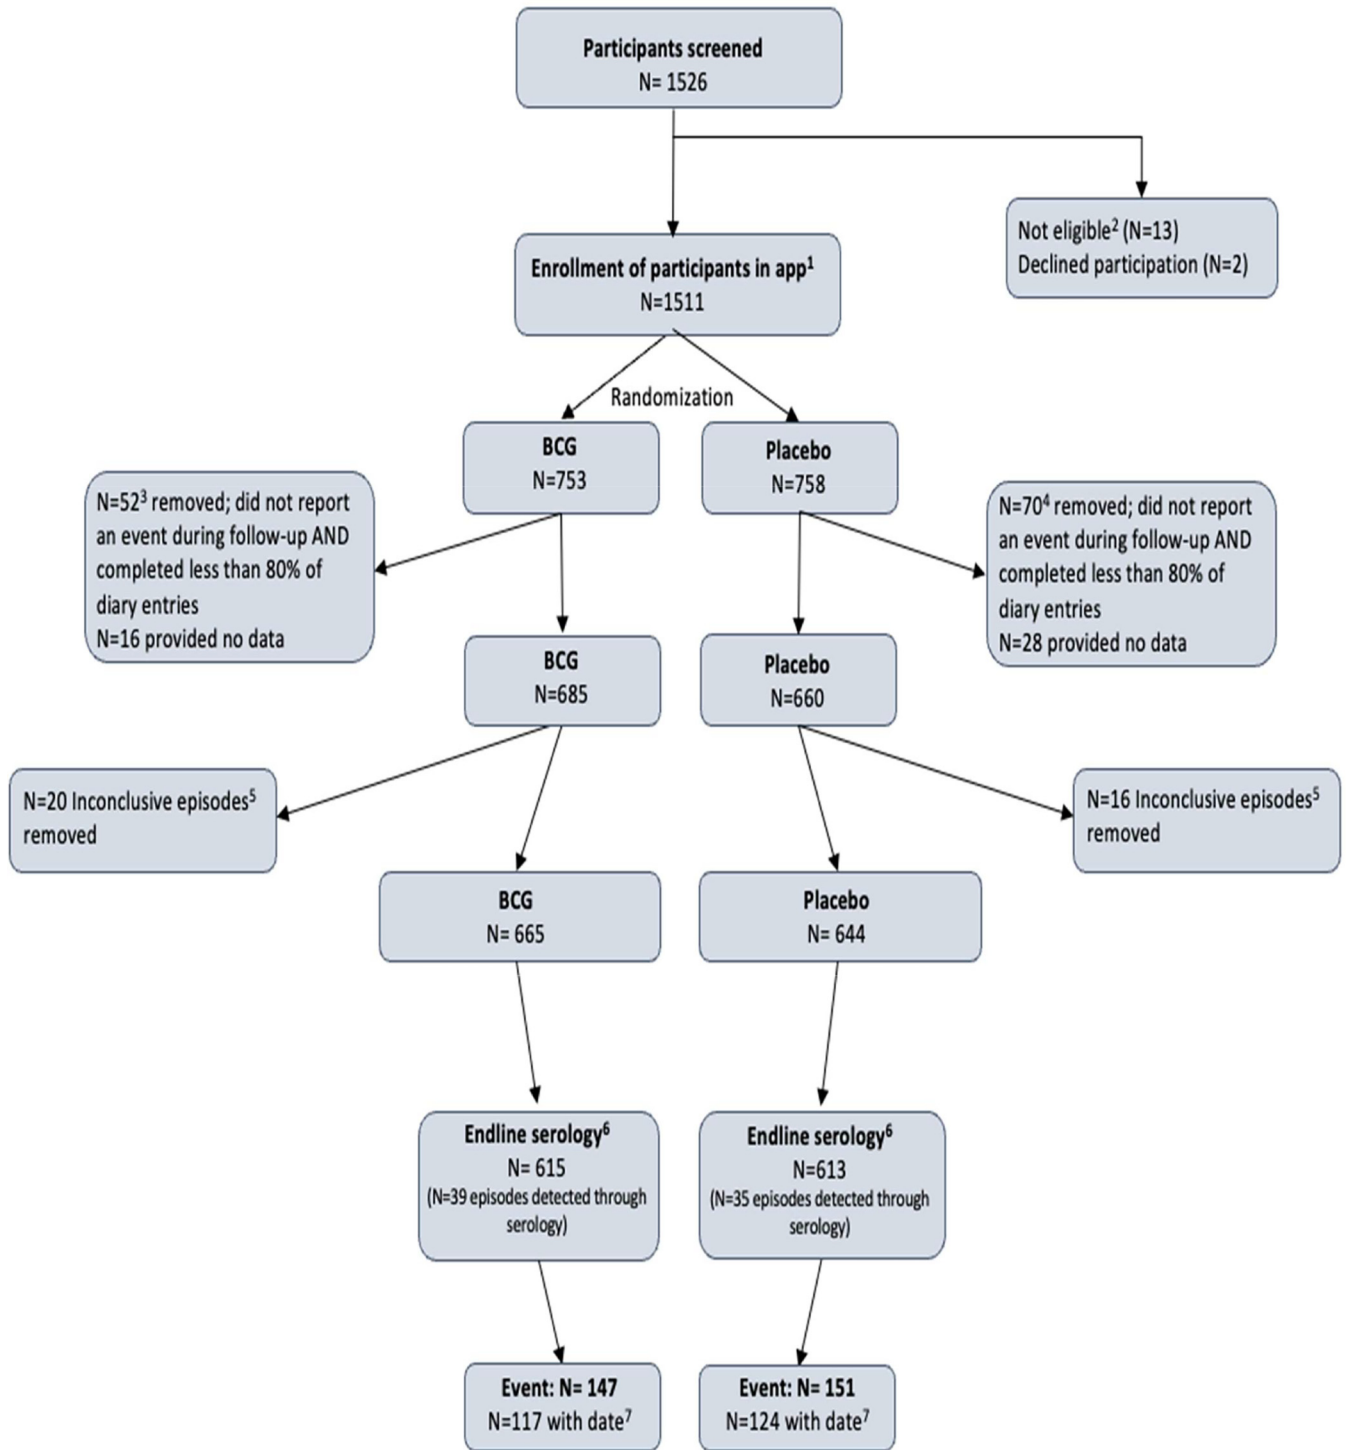 Participants screened
N= 1526
Not eligible² (N=13)
Declined participation (N=2)
Enrollment of participants in app¹
N=1511
Randomization
BCG
N=753
Placebo
N=758
N=52³ removed; did not report
an event during follow-up AND
completed less than 80% of
diary entries
N=16 provided no data
N=70⁴ removed; did not report
an event during follow-up AND
completed less than 80% of
diary entries
N=28 provided no data
BCG
N=685
Placebo
N=660
N=20 Inconclusive episodes⁵
removed
N=16 Inconclusive episodes⁵
removed
BCG
N= 665
Placebo
N= 644
Endline serology⁶
N= 615
(N=39 episodes detected through
serology)
Endline serology⁶
N=613
(N=35 episodes detected through
serology)
Event: N= 147
N=117 with date⁷
Event: N= 151
N=124 with date⁷